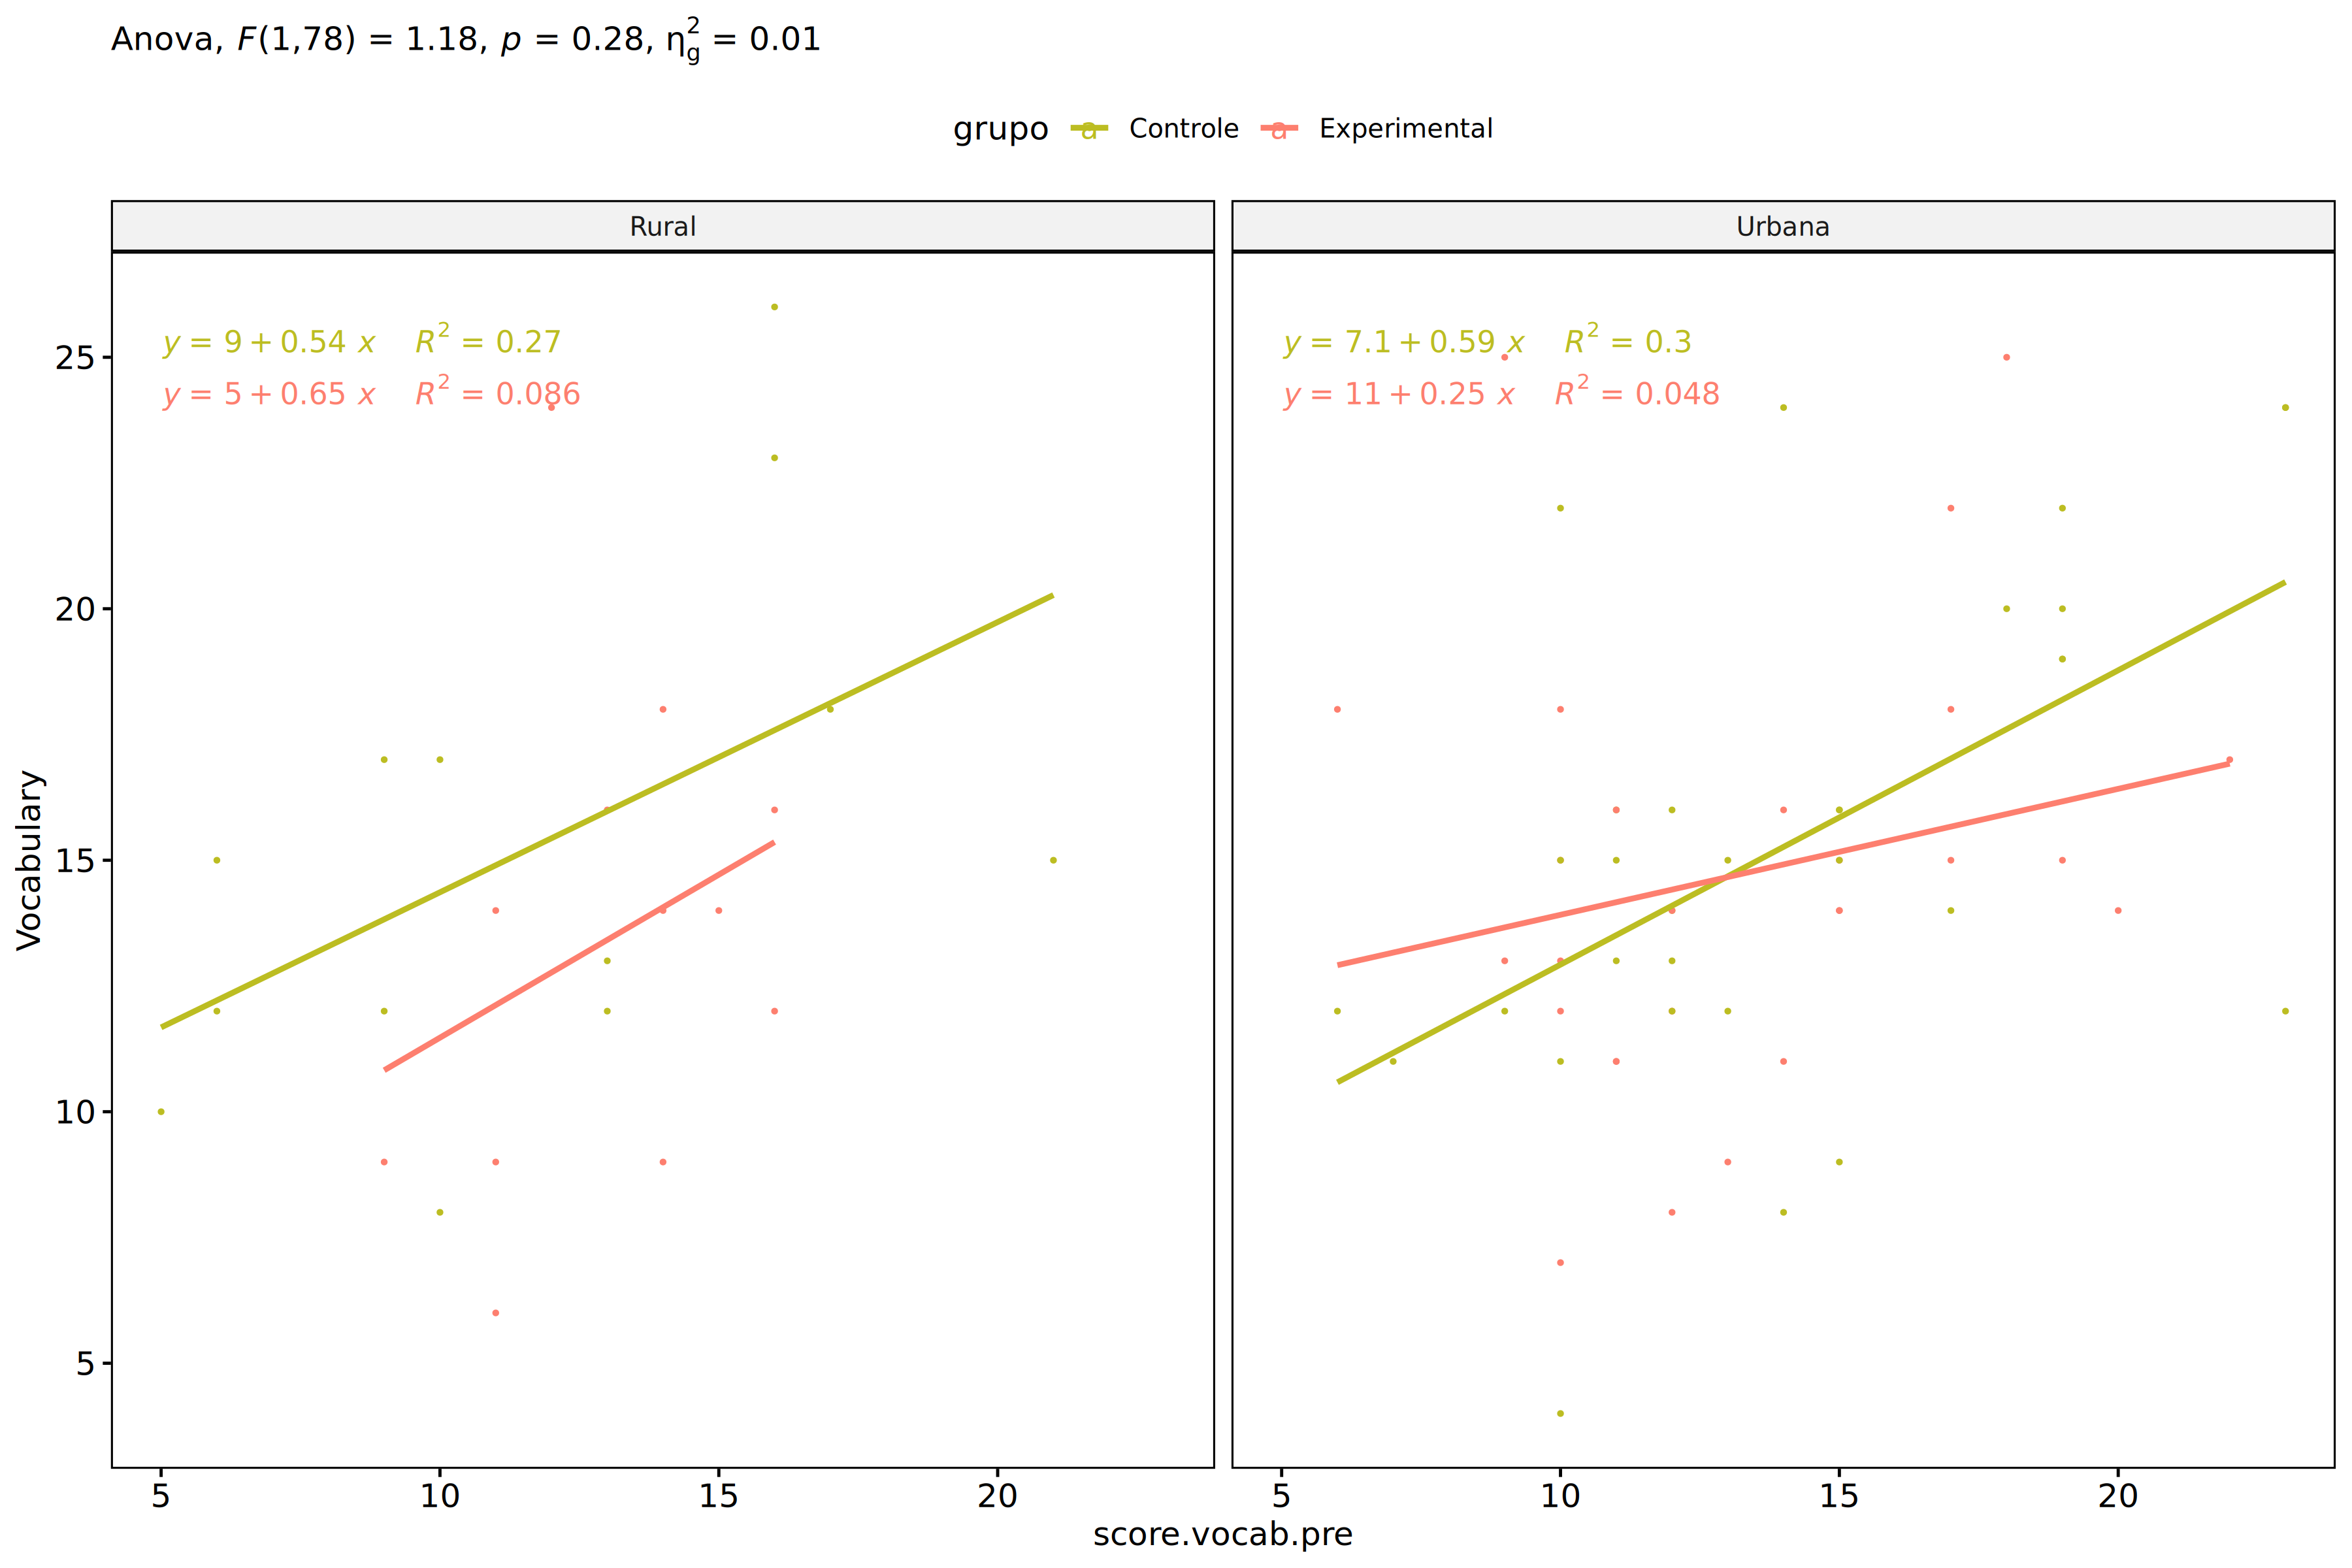 Anova, F(1,78) = 1.18, p = 0.28, η²g = 0.01
grupo a Controle a Experimental
Rural
Urbana
y = 9 + 0.54 x R² = 0.27
y = 5 + 0.65 x R² = 0.086
y = 7.1 + 0.59 x R² = 0.3
y = 11 + 0.25 x R² = 0.048
Vocabulary
25
20
15
10
5
5 10 15 20
5 10 15 20
score.vocab.pre